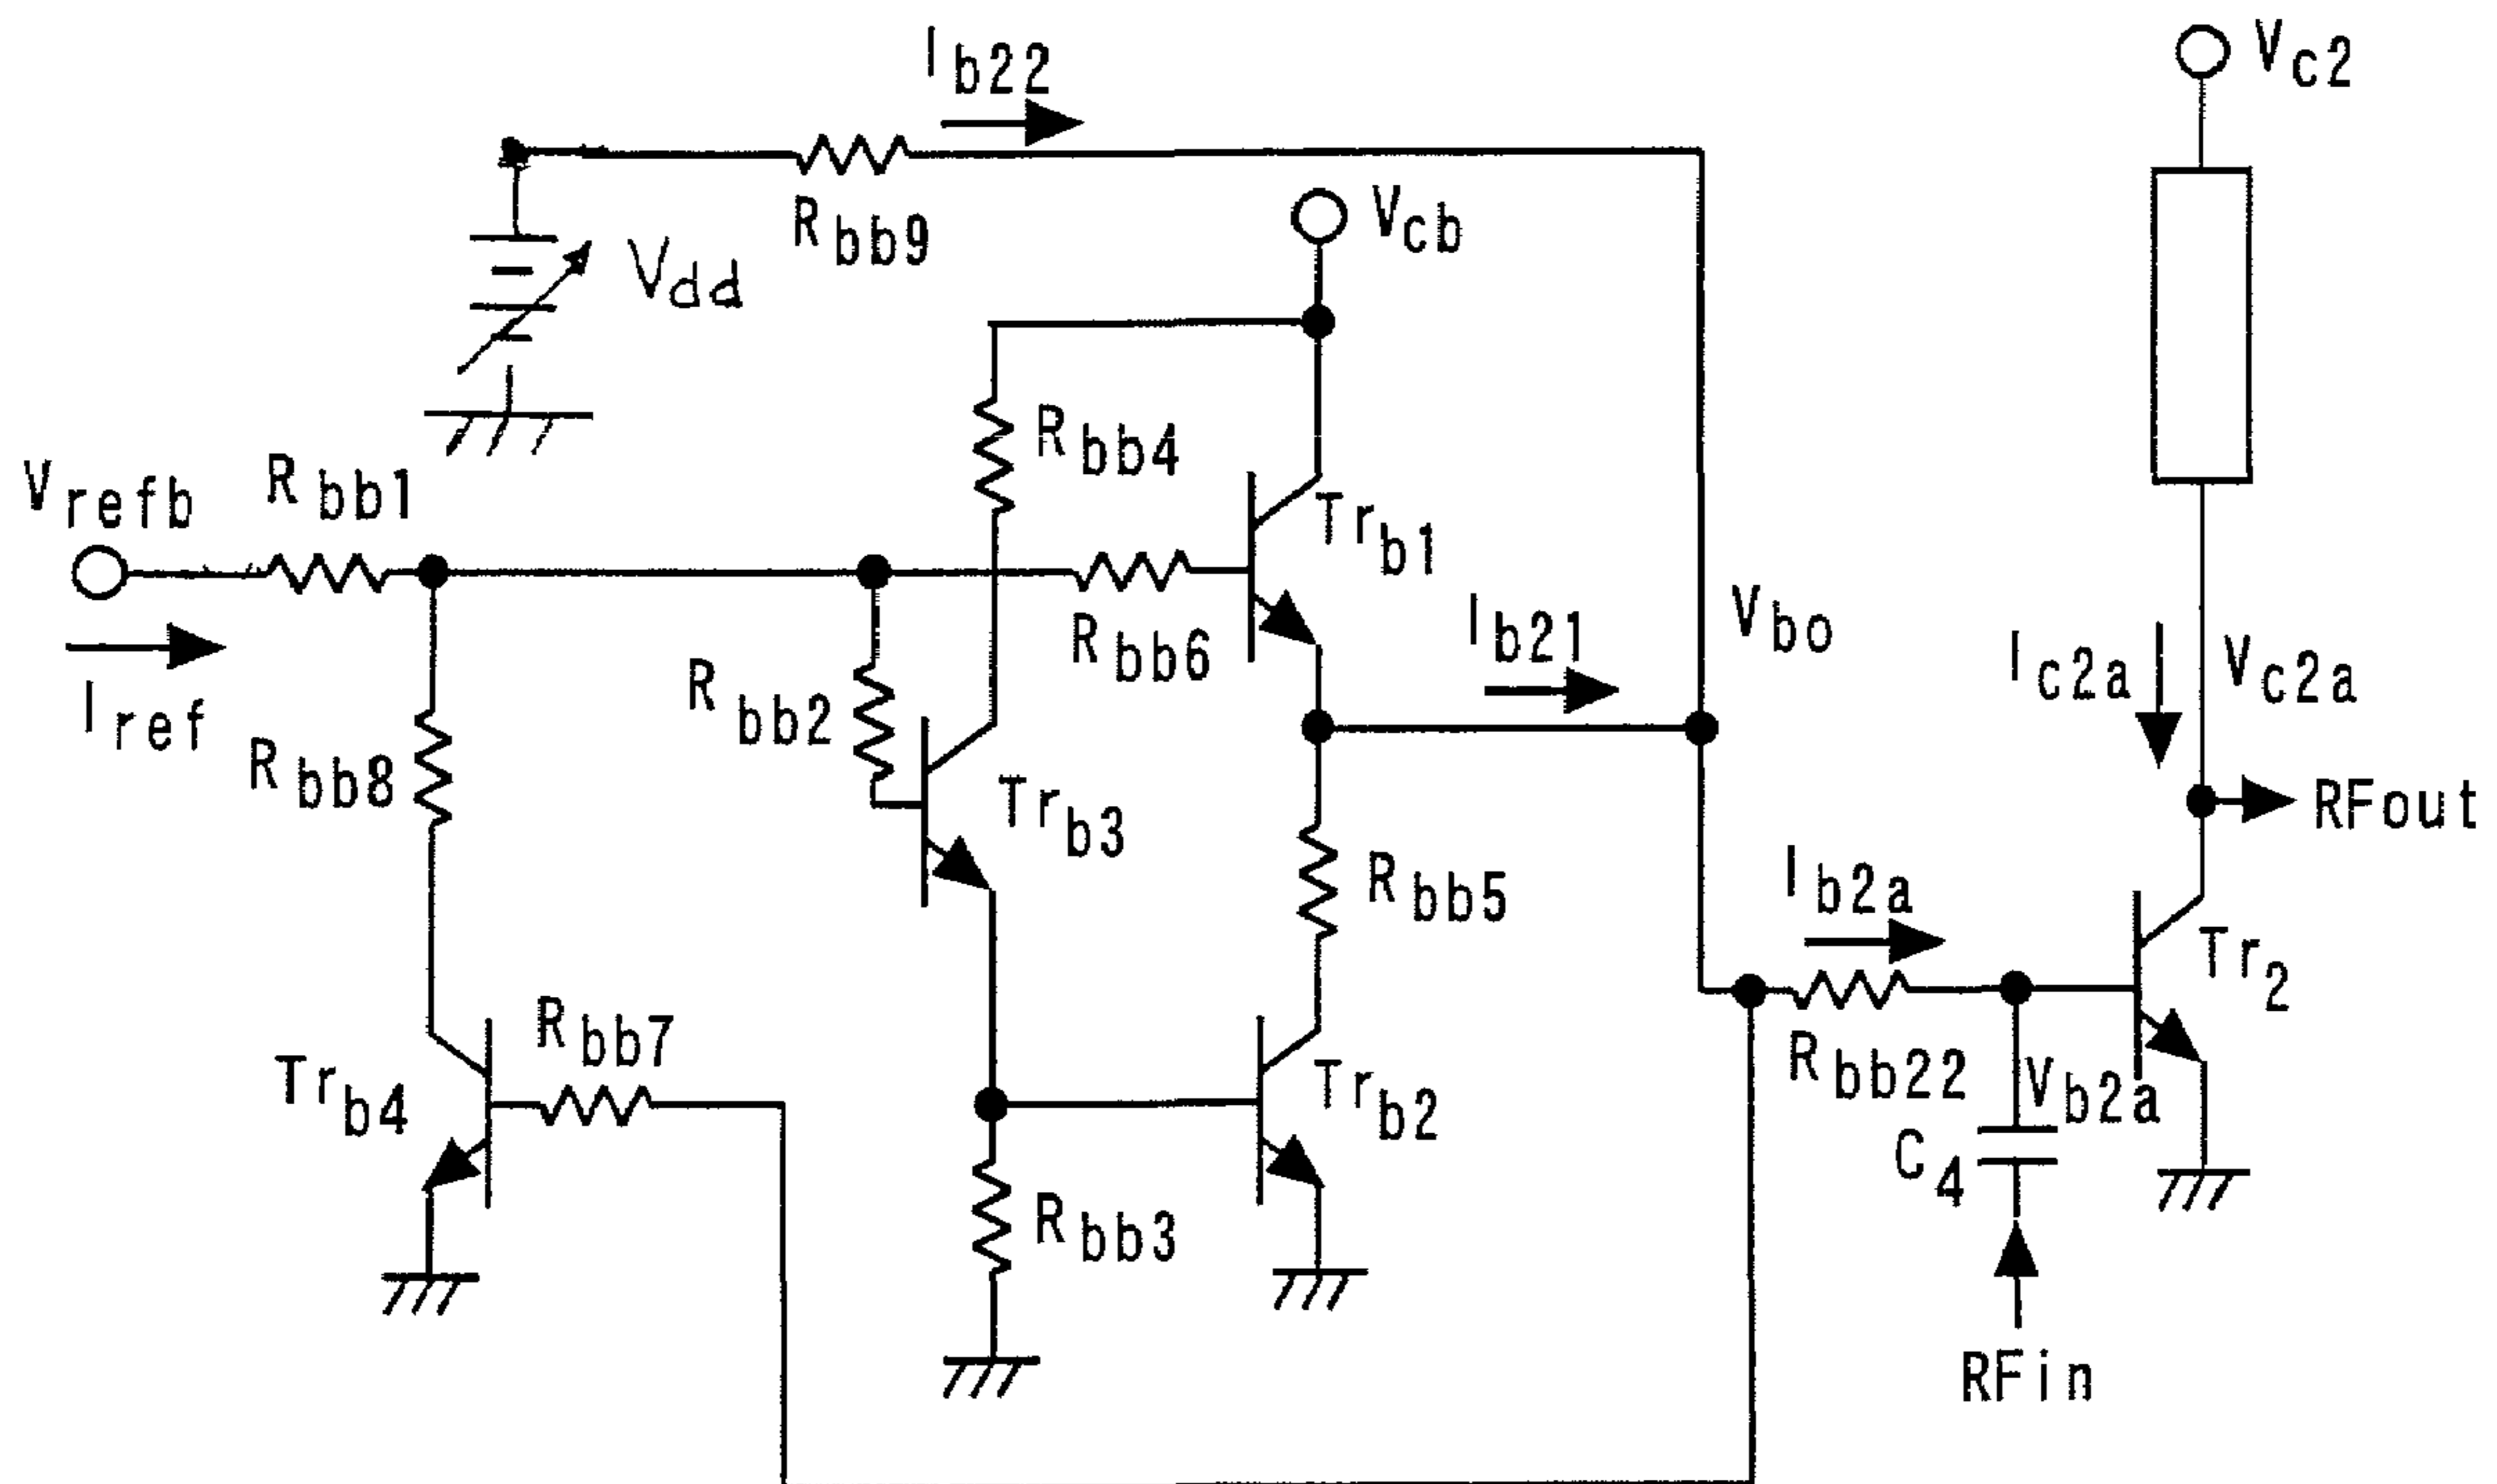 Ib22
Vc2
Rbb9
Vcb
Vdd
Rbb4
Vrefb
Rbb1
Trb1
Iref
Rbb6
Ib21
Vbo
Ic2a
Vc2a
Rbb2
Rbb8
Trb3
RFout
Rbb5
Ib2a
Tr2
Rbb7
Trb4
Trb2
Rbb22
Vb2a
C4
Rbb3
RFin